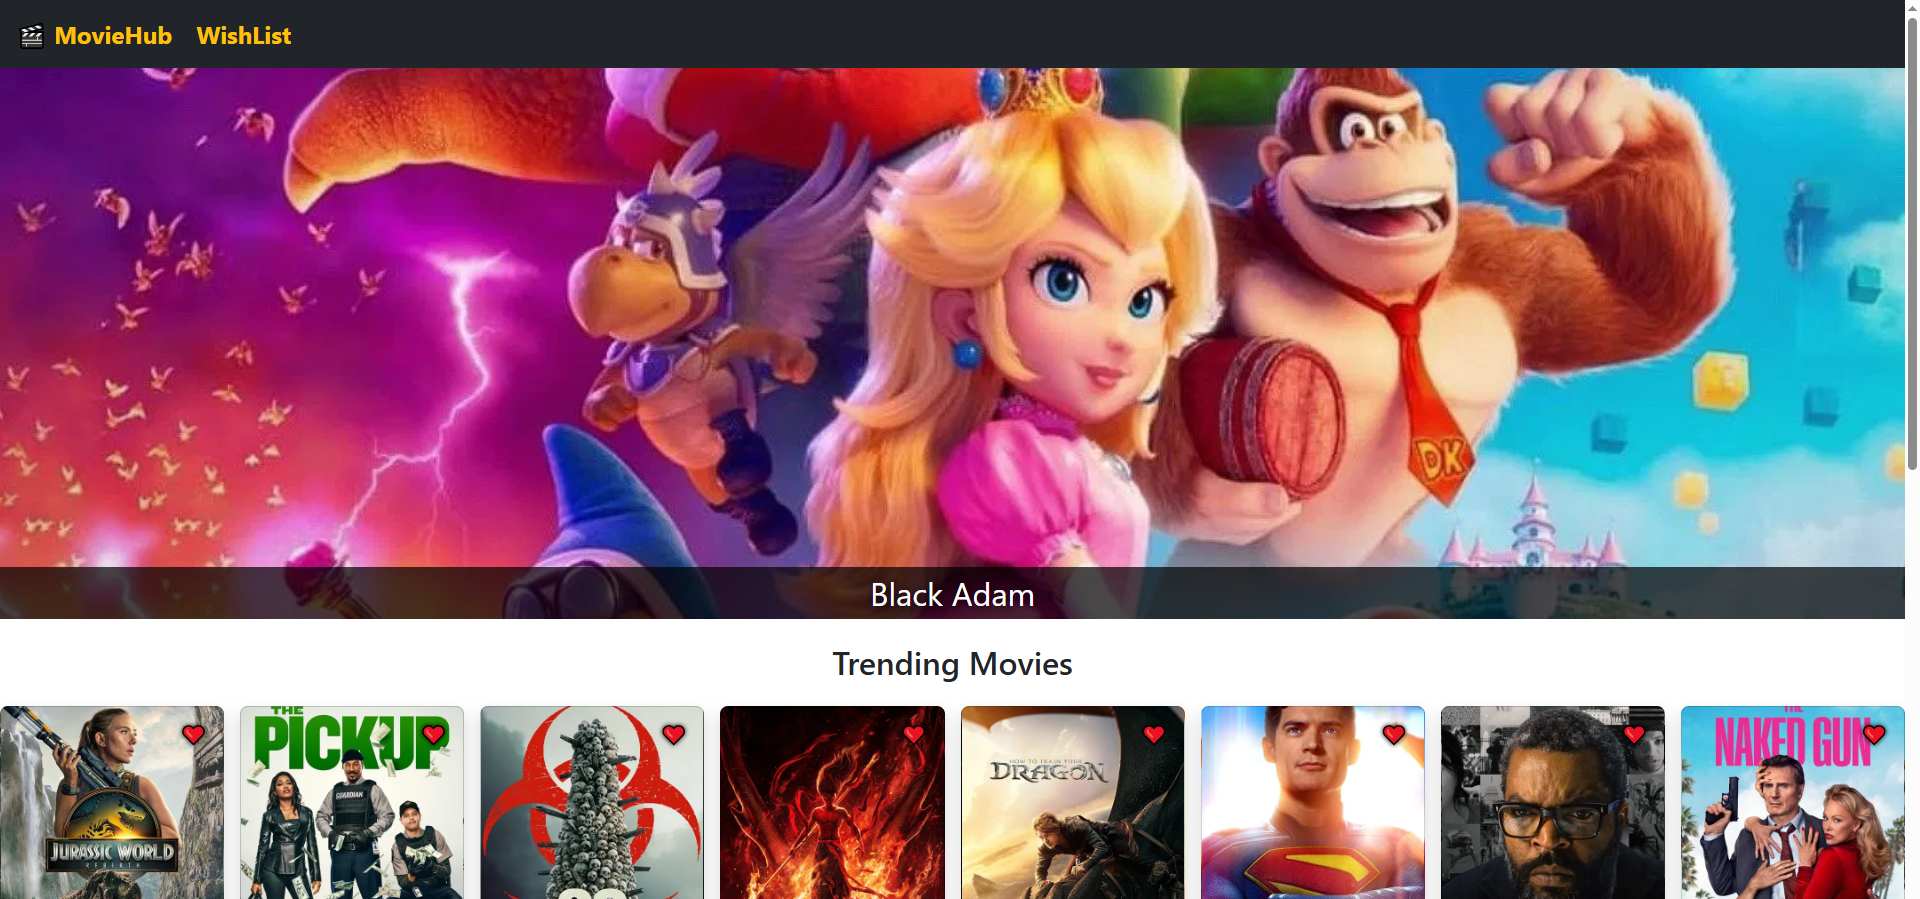 MovieHub WishList
DK
Black Adam
Trending Movies
JURASSIC WORLD
REBIRTH
THE
PICKUP
GUARDIAN
HOW TO TRAIN YOUR
DRAGON
THE
NAKED GUN